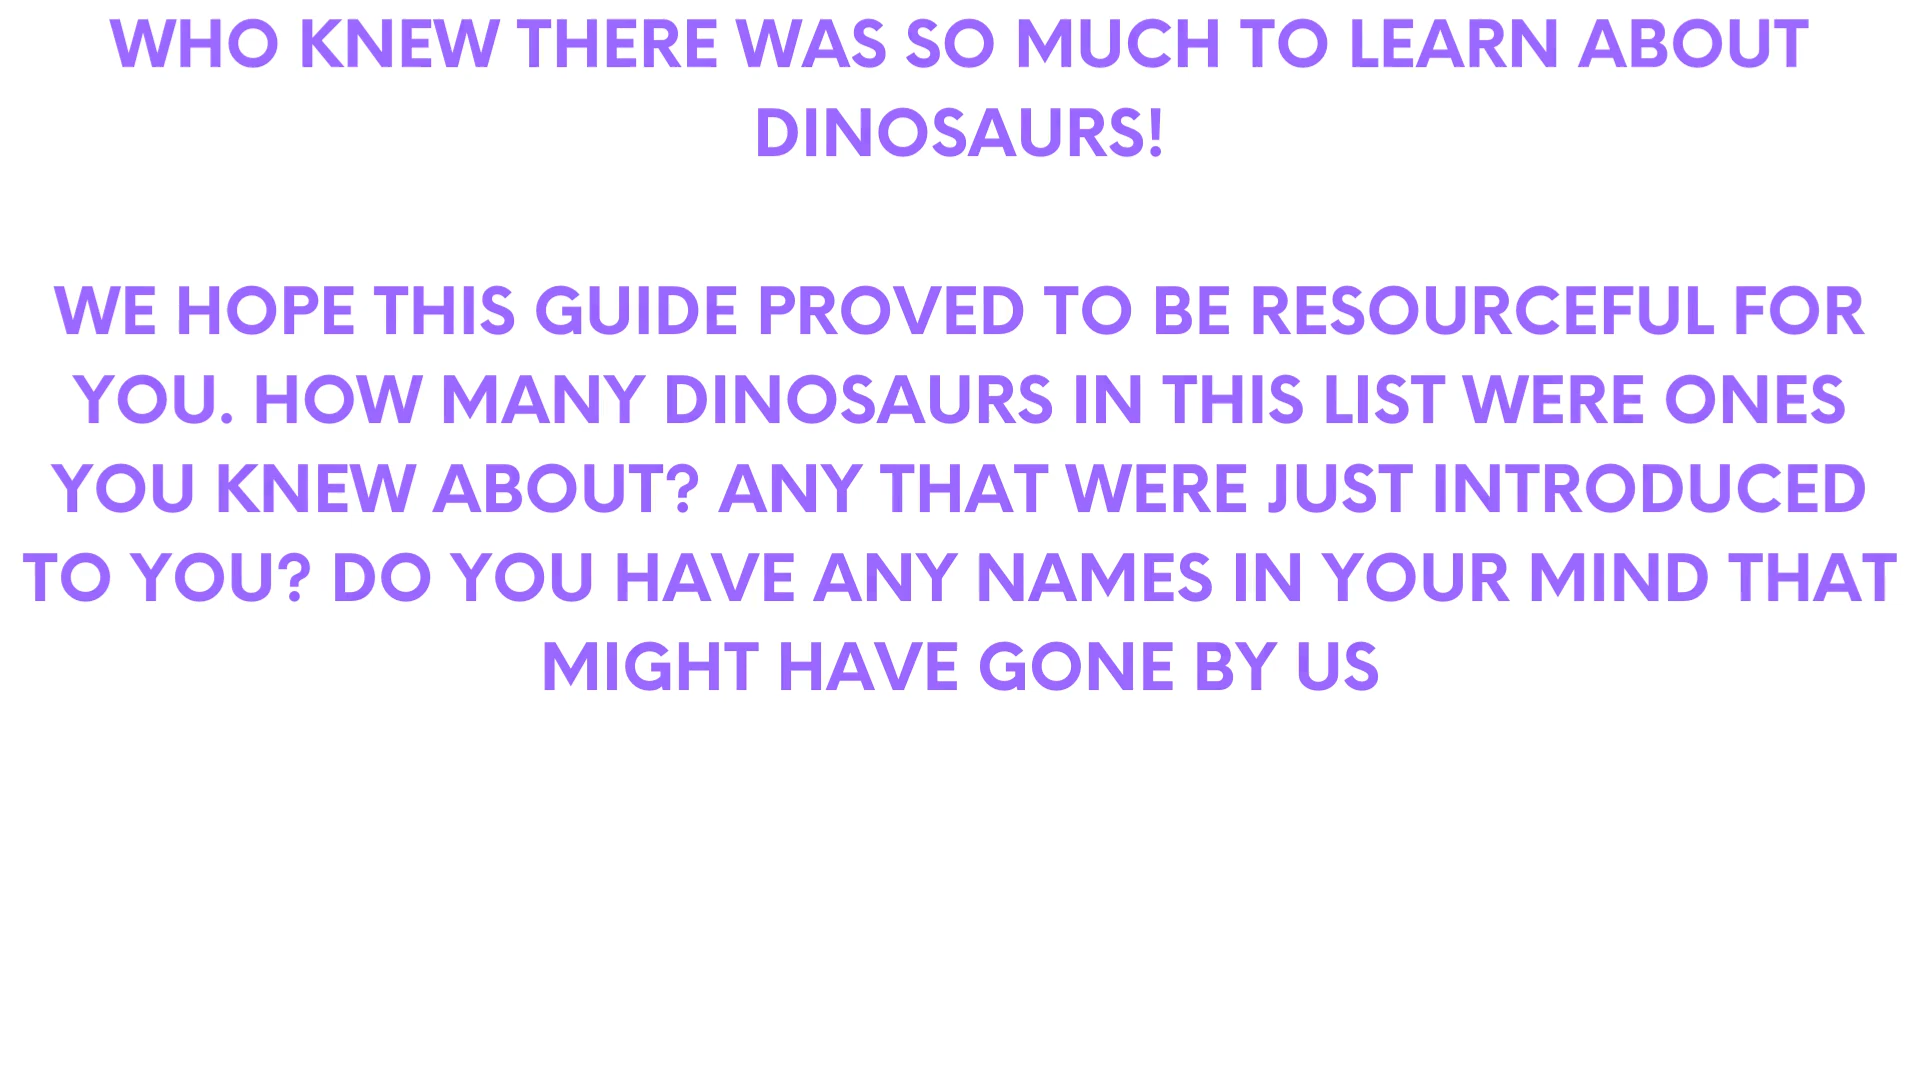 WHO KNEW THERE WAS SO MUCH TO LEARN ABOUT
DINOSAURS!
WE HOPE THIS GUIDE PROVED TO BE RESOURCEFUL FOR
YOU. HOW MANY DINOSAURS IN THIS LIST WERE ONES
YOU KNEW ABOUT? ANY THAT WERE JUST INTRODUCED
TO YOU? DO YOU HAVE ANY NAMES IN YOUR MIND THAT
MIGHT HAVE GONE BY US